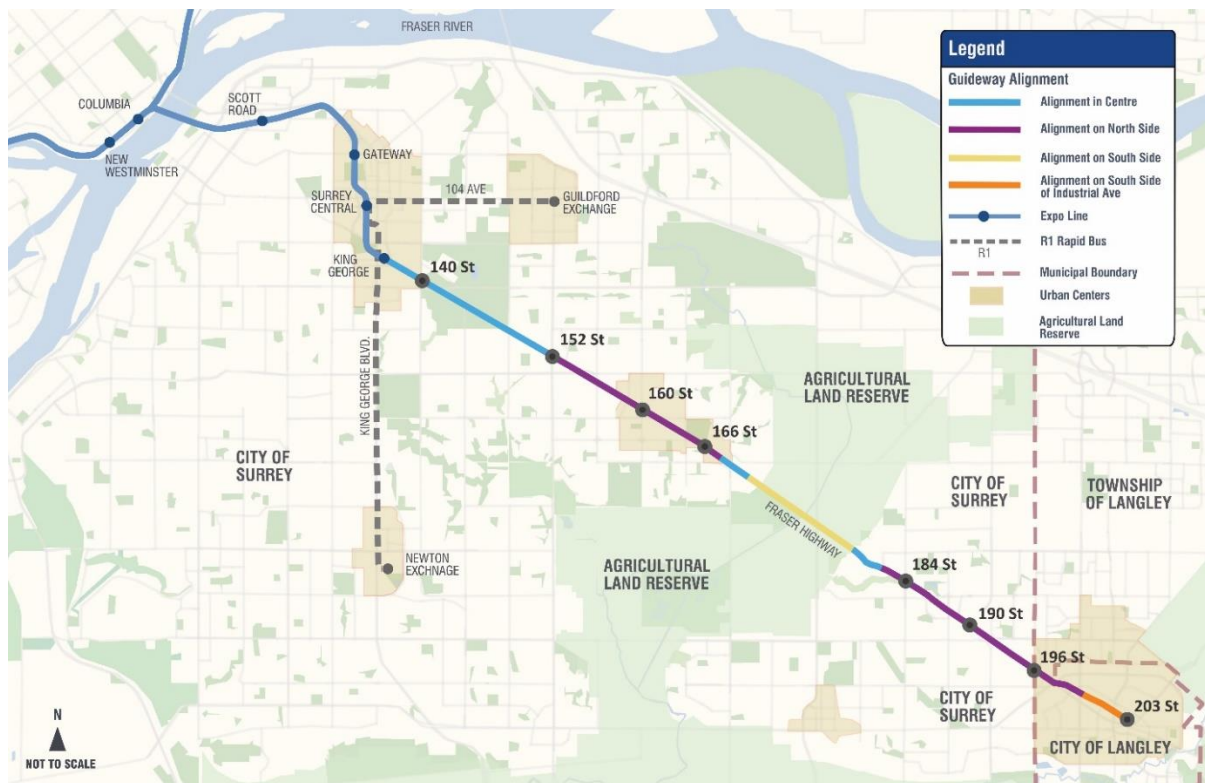 FRASER RIVER
COLUMBIA
SCOTT
ROAD
NEW
WESTMINSTER
GATEWAY
SURREY
CENTRAL
104 AVE
GUILDFORD
EXCHANGE
KING
GEORGE
140 St
152 St
KING GEORGE BLVD.
160 St
166 St
AGRICULTURAL
LAND RESERVE
CITY OF
SURREY
FRASER HIGHWAY
CITY OF
SURREY
TOWNSHIP
OF LANGLEY
NEWTON
EXCHNAGE
AGRICULTURAL
LAND RESERVE
184 St
190 St
196 St
CITY OF
SURREY
203 St
CITY OF LANGLEY
N
NOT TO SCALE
Legend
Guideway Alignment
Alignment in Centre
Alignment on North Side
Alignment on South Side
Alignment on South Side
of Industrial Ave
Expo Line
R1 Rapid Bus
R1
Municipal Boundary
Urban Centers
Agricultural Land
Reserve